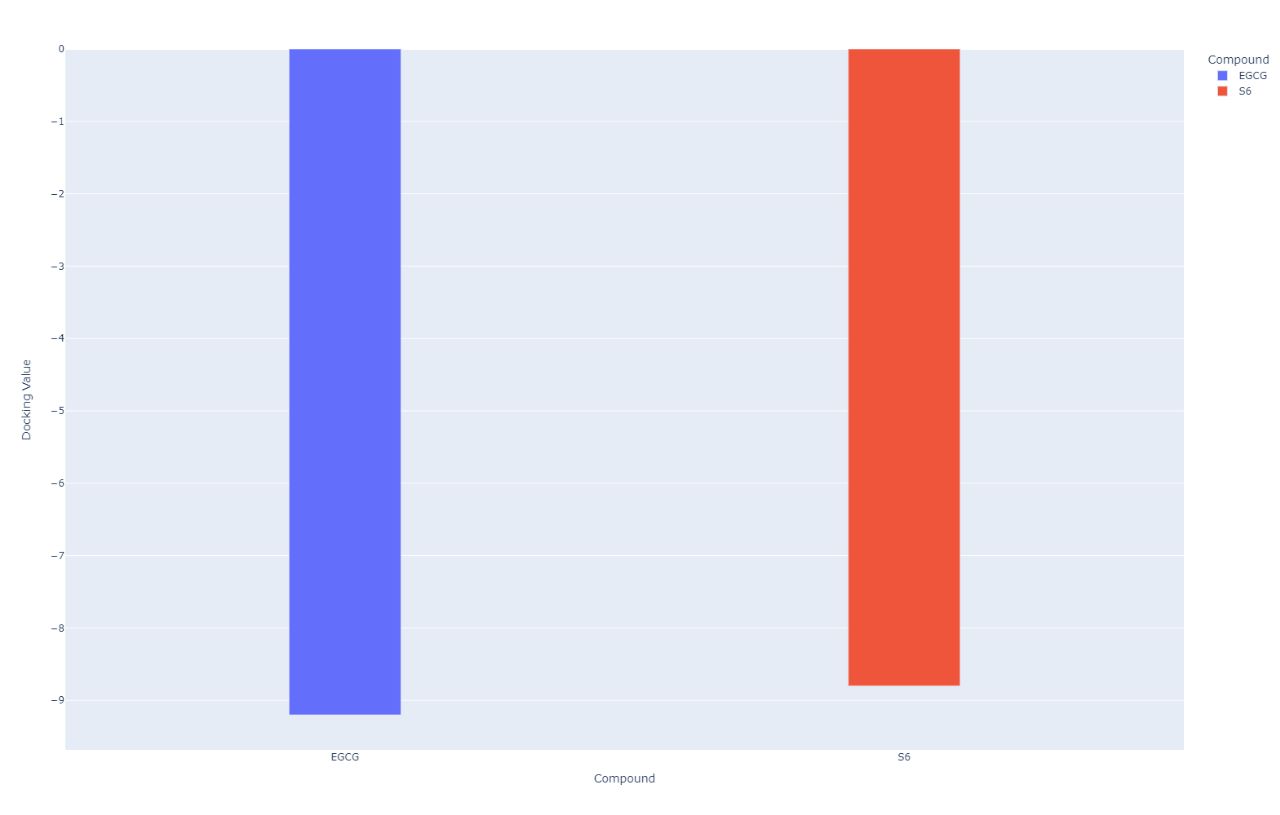 Compound
EGCG
S6
0
−1
−2
−3
−4
−5
−6
−7
−8
−9
Docking Value
EGCG
S6
Compound